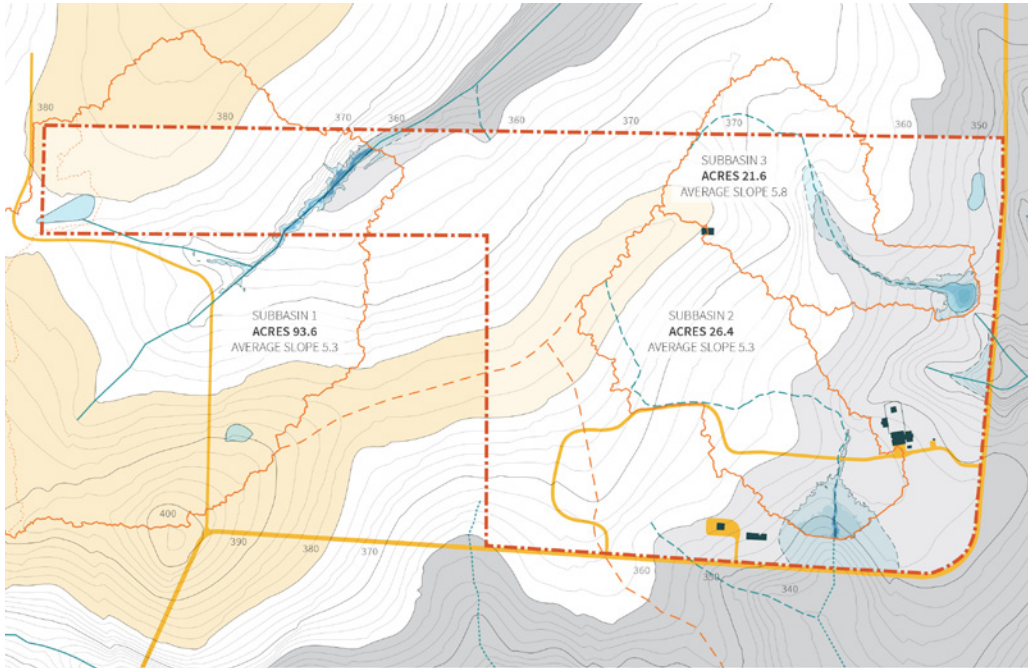 380
380
370
360
360
370
370
360
350
SUBBASIN 3
ACRES 21.6
AVERAGE SLOPE 5.8
SUBBASIN 1
ACRES 93.6
AVERAGE SLOPE 5.3
SUBBASIN 2
ACRES 26.4
AVERAGE SLOPE 5.3
400
390
380
370
360
350
340